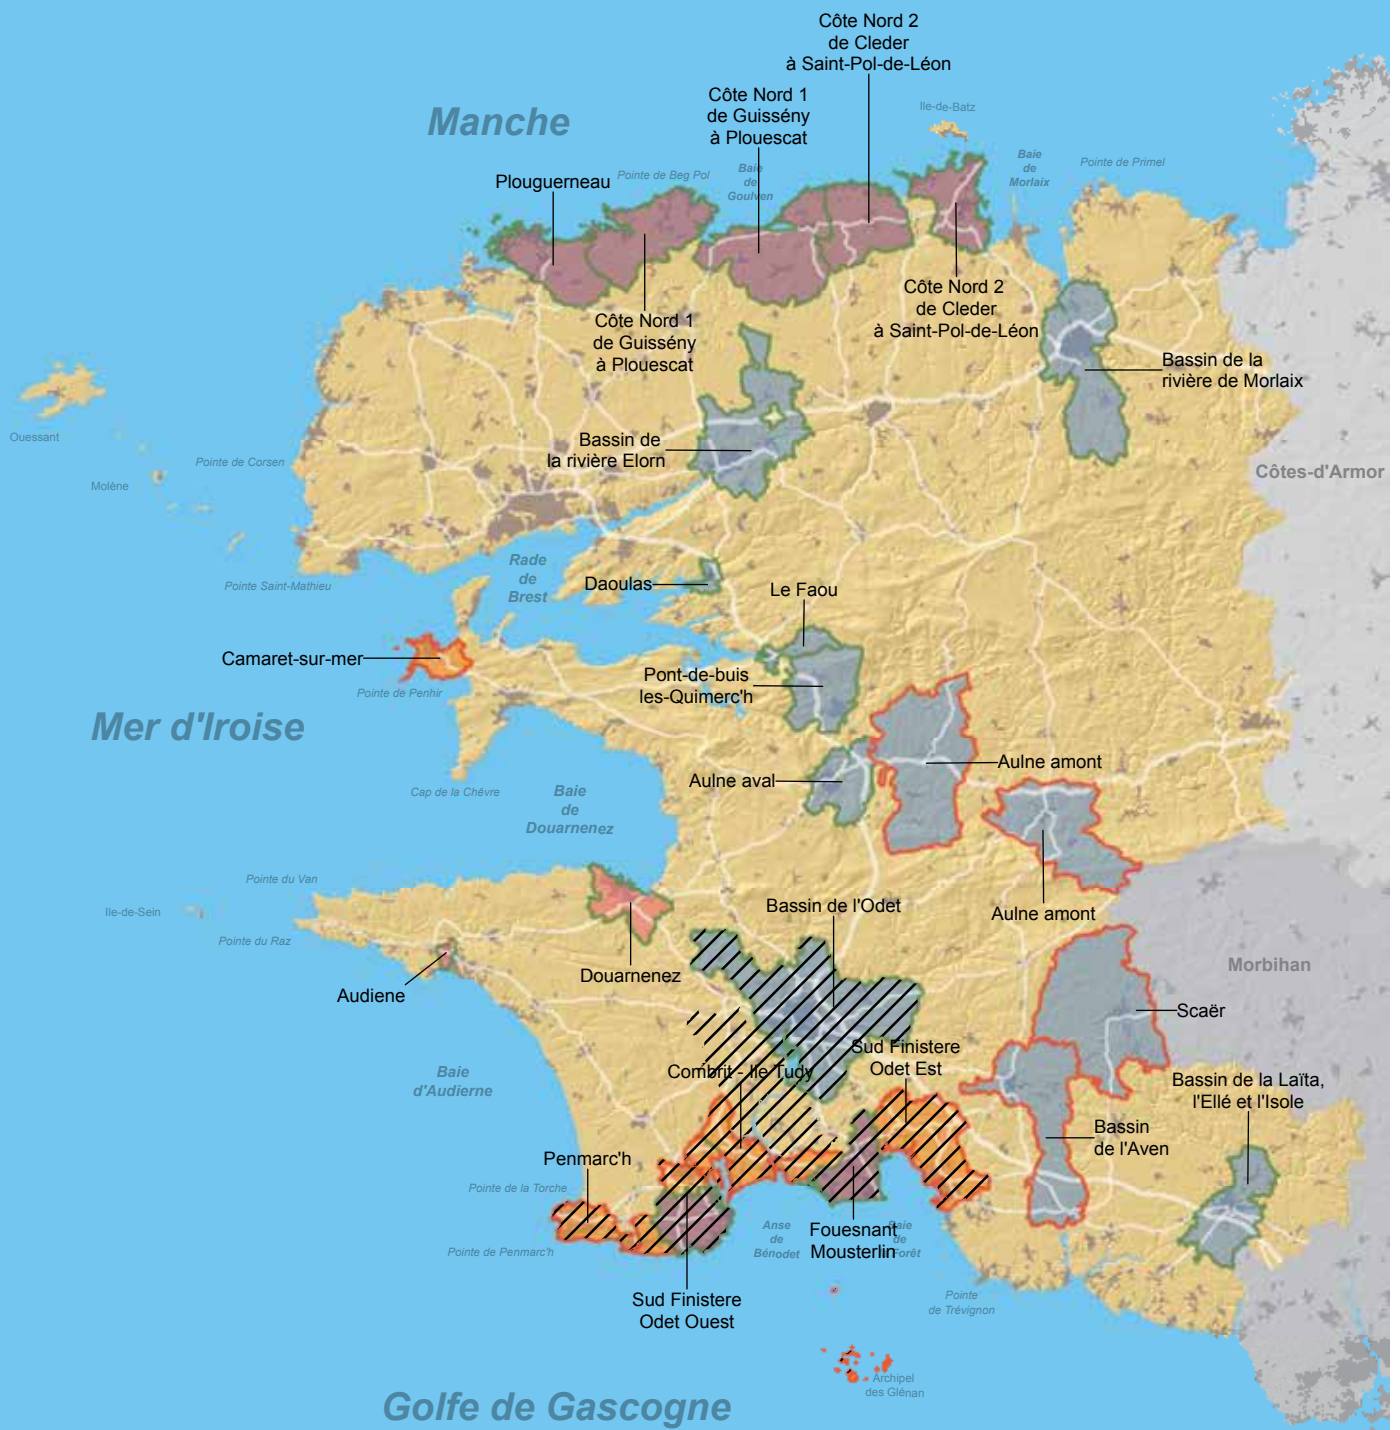 Côte Nord 2
de Cleder
à Saint-Pol-de-Léon
Côte Nord 1
de Guissény
à Plouescat
Ile-de-Batz
Manche
Baie
de
Morlaix
Pointe de Primel
Pointe de Beg Pol
Baie
de
Goulven
Plouguerneau
Côte Nord 2
de Cleder
à Saint-Pol-de-Léon
Côte Nord 1
de Guissény
à Plouescat
Bassin de la
rivière de Morlaix
Ouessant
Bassin de
la rivière Elorn
Pointe de Corsen
Côtes-d'Armor
Molène
Rade
de
Brest
Pointe Saint-Mathieu
Daoulas
Le Faou
Camaret-sur-mer
Pont-de-buis
les-Quimerc'h
Pointe de Penhir
Mer d'Iroise
Aulne amont
Aulne aval
Cap de la Chêvre
Baie
de
Douarnenez
Pointe du Van
Ile-de-Sein
Bassin de l'Odet
Aulne amont
Pointe du Raz
Douarnenez
Morbihan
Audiene
Scaër
Sud Finistere
Odet Est
Combrit - Ile Tudy
Baie
d'Audierne
Bassin de la Laïta,
l'Ellé et l'Isole
Bassin
de l'Aven
Penmarc'h
Pointe de la Torche
Anse
de
Bénodet
Fouesnant
Mousterlin
Baie
de
Forêt
Pointe de Penmarc'h
Sud Finistere
Odet Ouest
Pointe
de Trévignon
Archipel
des Glénan
Golfe de Gascogne